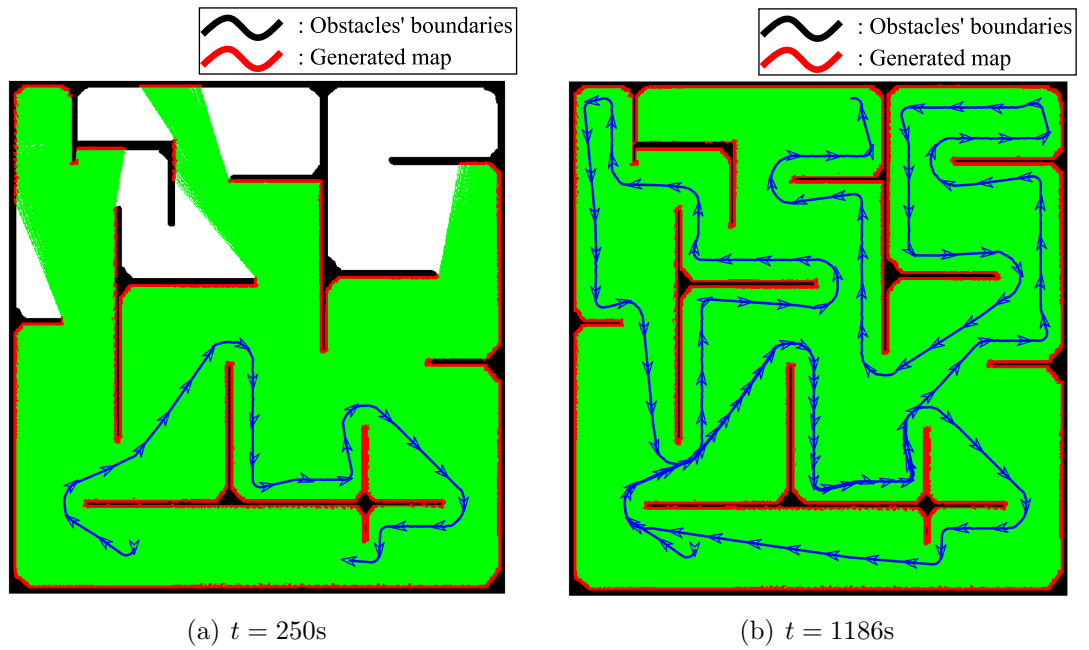 : Obstacles' boundaries
: Generated map
: Obstacles' boundaries
: Generated map
(a) t = 250s
(b) t = 1186s